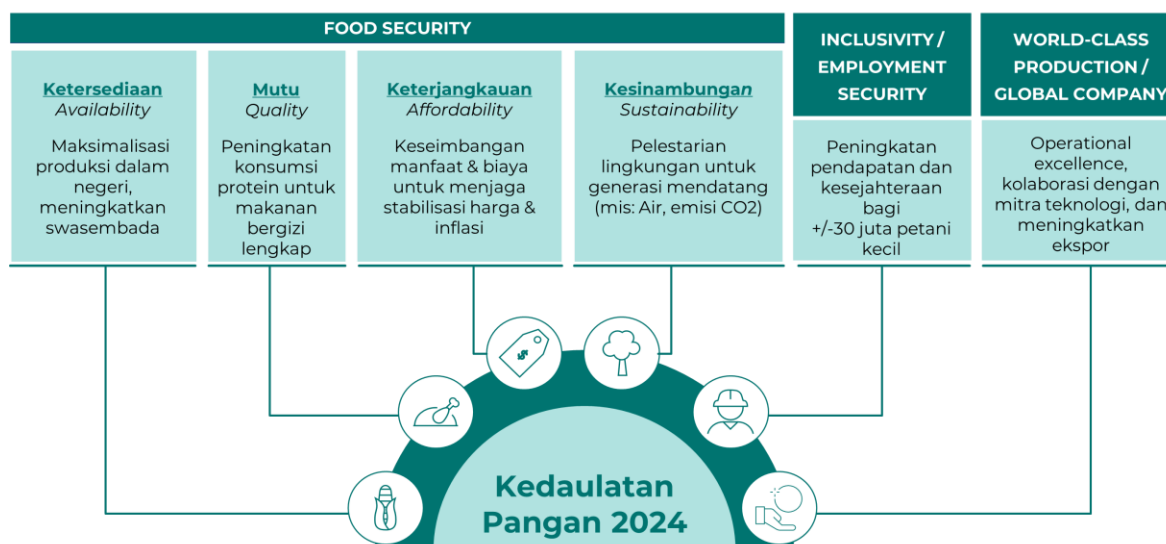 FOOD SECURITY
Ketersediaan
Availability
Maksimalisasi
produksi dalam
negeri,
meningkatkan
swasembada
Mutu
Quality
Peningkatan
konsumsi
protein untuk
makanan
bergizi
lengkap
Keterjangkauan
Affordability
Keseimbangan
manfaat & biaya
untuk menjaga
stabilisasi harga &
inflasi
Kesinambungan
Sustainability
Pelestarian
lingkungan untuk
generasi mendatang
(mis: Air, emisi CO2)
INCLUSIVITY /
EMPLOYMENT
SECURITY
Peningkatan
pendapatan dan
kesejahteraan
bagi
+/-30 juta petani
kecil
WORLD-CLASS
PRODUCTION /
GLOBAL COMPANY
Operational
excellence,
kolaborasi dengan
mitra teknologi, dan
meningkatkan
ekspor
$
Kedaulatan
Pangan 2024